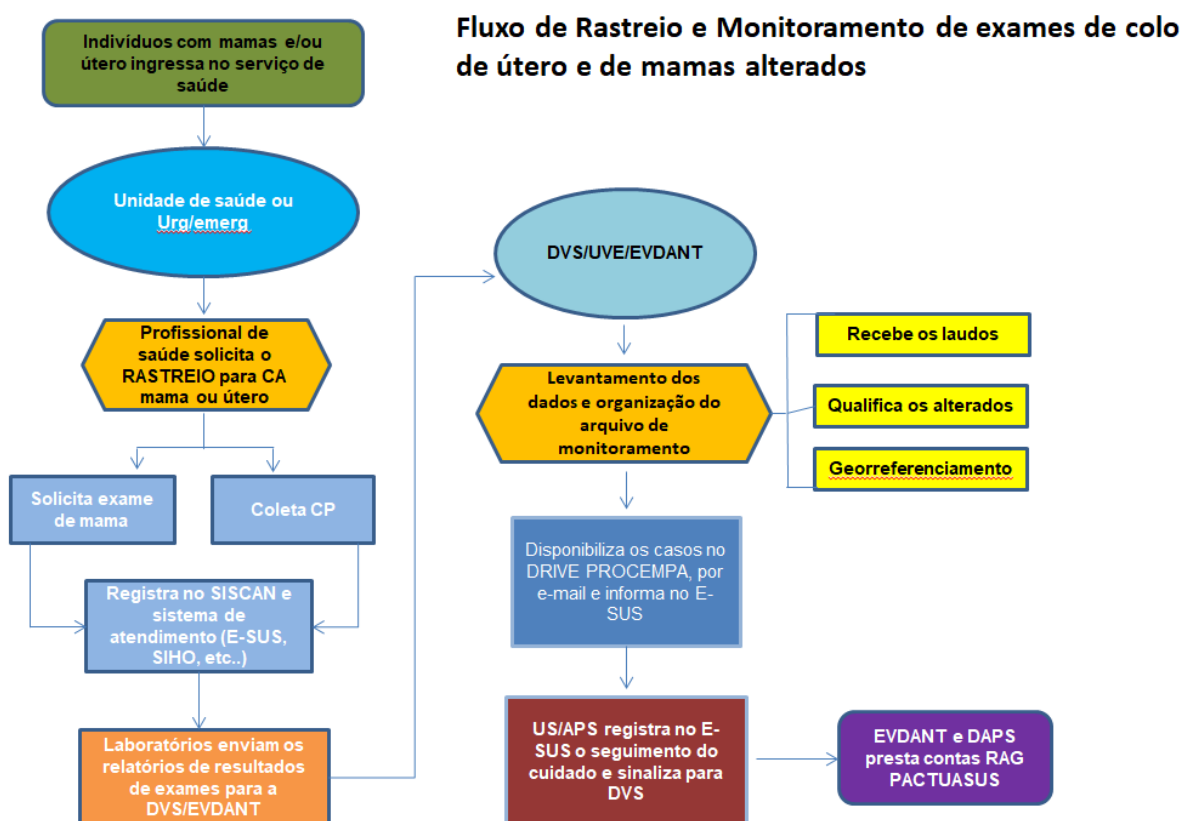 Fluxo de Rastreio e Monitoramento de exames de colo
de útero e de mamas alterados
Indivíduos com mamas e/ou
útero ingressa no serviço de
saúde
Unidade de saúde ou
Urg/emerg
Profissional de
saúde solicita o
RASTREIO para CA
mama ou útero
Solicita exame
de mama
Coleta CP
Registra no SISCAN e
sistema de
atendimento (E-SUS,
SIHO, etc..)
Laboratórios enviam os
relatórios de resultados
de exames para a
DVS/EVDANT
DVS/UVE/EVDANT
Levantamento dos
dados e organização do
arquivo de
monitoramento
Recebe os laudos
Qualifica os alterados
Georreferenciamento
Disponibiliza os casos no
DRIVE PROCEMPA, por
e-mail e informa no E-
SUS
US/APS registra no E-
SUS o seguimento do
cuidado e sinaliza para
DVS
EVDANT e DAPS
presta contas RAG
PACTUASUS